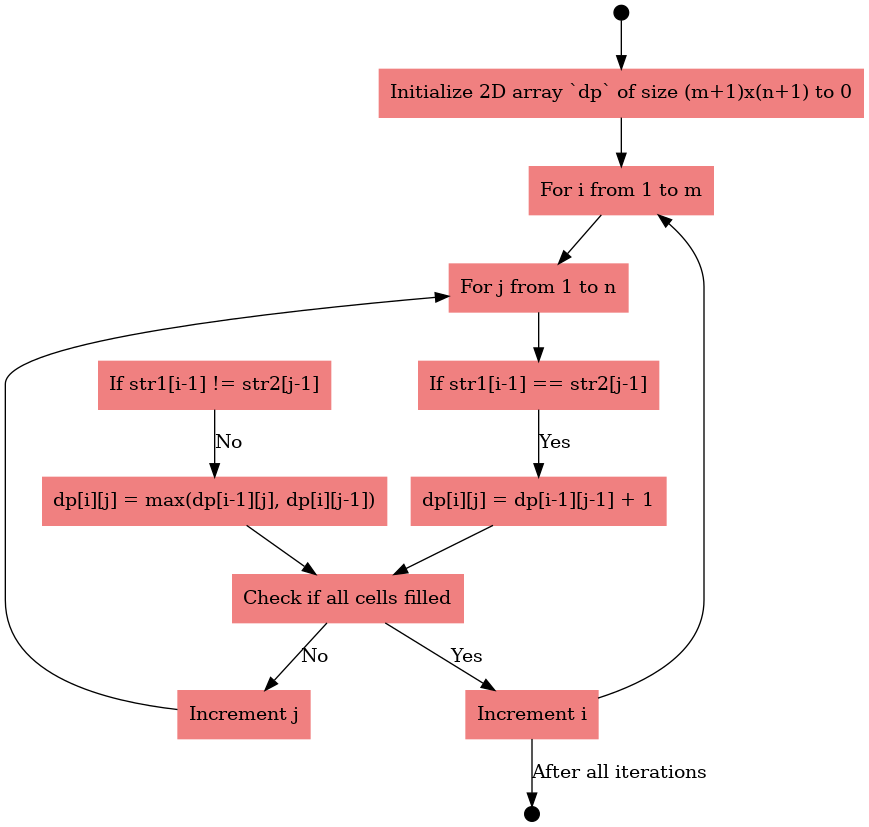 Initialize 2D array `dp` of size (m+1)x(n+1) to 0
For i from 1 to m
For j from 1 to n
If str1[i-1] != str2[j-1]
If str1[i-1] == str2[j-1]
No
Yes
dp[i][j] = max(dp[i-1][j], dp[i][j-1])
dp[i][j] = dp[i-1][j-1] + 1
Check if all cells filled
No
Yes
Increment j
Increment i
After all iterations